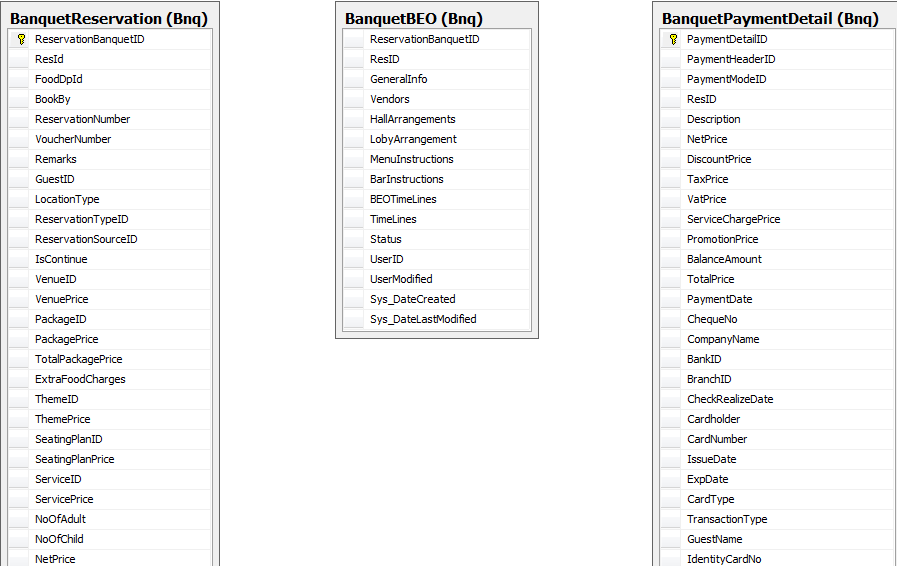 BanquetReservation (Bnq)
ReservationBanquetID
ResId
FoodDpId
BookBy
ReservationNumber
VoucherNumber
Remarks
GuestID
LocationType
ReservationTypeID
ReservationSourceID
IsContinue
VenueID
VenuePrice
PackageID
PackagePrice
TotalPackagePrice
ExtraFoodCharges
ThemeID
ThemePrice
SeatingPlanID
SeatingPlanPrice
ServiceID
ServicePrice
NoOfAdult
NoOfChild
NetPrice
BanquetBEO (Bnq)
ReservationBanquetID
ResID
GeneralInfo
Vendors
HallArrangements
LobyArrangement
MenuInstructions
BarInstructions
BEOTimeLines
TimeLines
Status
UserID
UserModified
Sys_DateCreated
Sys_DateLastModified
BanquetPaymentDetail (Bnq)
PaymentDetailID
PaymentHeaderID
PaymentModeID
ResID
Description
NetPrice
DiscountPrice
TaxPrice
VatPrice
ServiceChargePrice
PromotionPrice
BalanceAmount
TotalPrice
PaymentDate
ChequeNo
CompanyName
BankID
BranchID
CheckRealizeDate
Cardholder
CardNumber
IssueDate
ExpDate
CardType
TransactionType
GuestName
IdentityCardNo